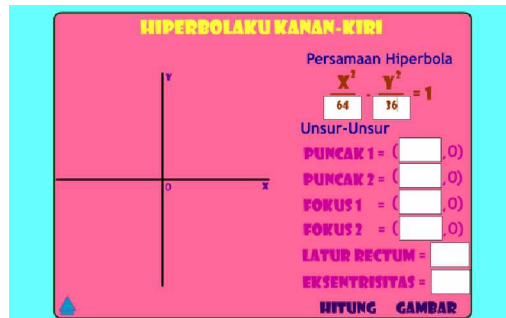 HIPERBOLAKU KANAN-KIRI
Persamaan Hiperbola
X² / 64 - Y² / 36 = 1
Unsur-Unsur
PUNCAK 1 = ( ,0)
PUNCAK 2 = ( ,0)
FOKUS 1 = ( ,0)
FOKUS 2 = ( ,0)
LATUR RECTUM =
EKSENTRISITAS =
HITUNG GAMBAR
Y
O
X